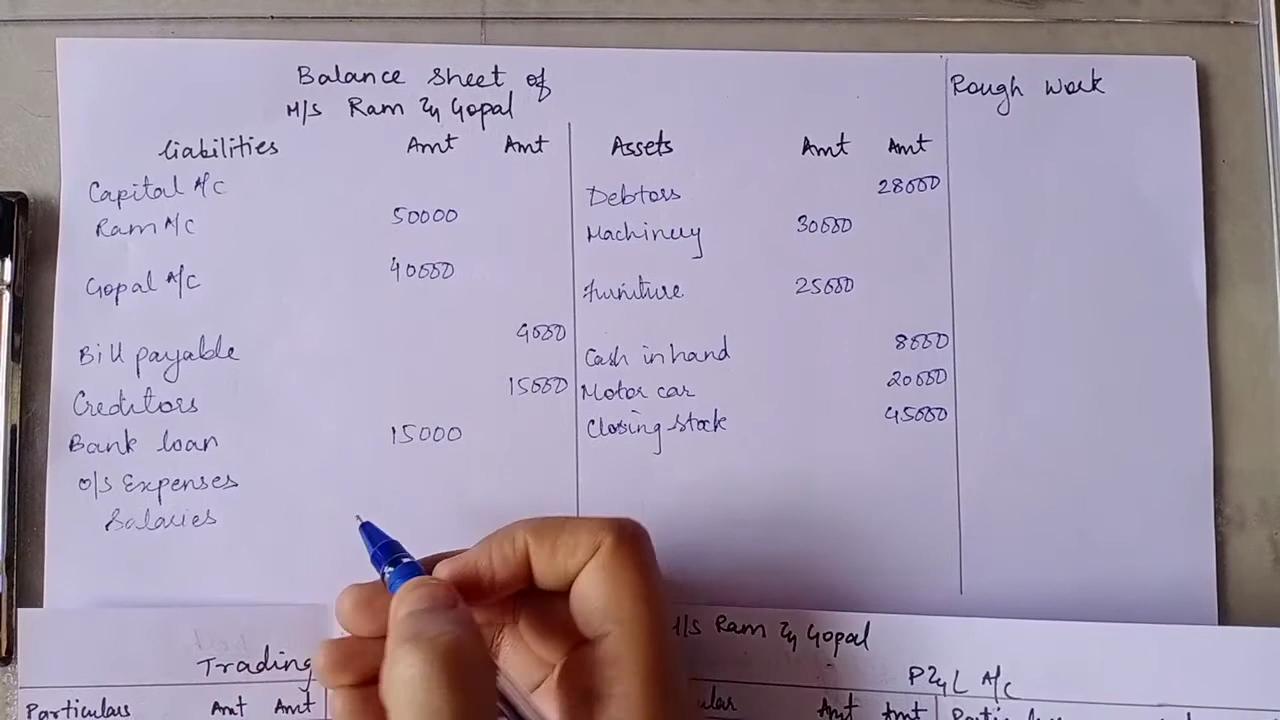 Balance sheet of
M/S Ram & Gopal
Rough Work
Liabilities Amt Amt Assets Amt Amt
Capital A/C Debtors 28000
Ram A/C 50000 Machinery 30000
Gopal A/C 40000 Furniture 25000
Bill payable 4000 Cash in hand 8000
Creditors 15000 Motor car 20000
Bank loan 15000 Closing stock 45000
O/S Expenses
Salaries
M/S Ram & Gopal
Trading
P & L A/C
Particulars Amt Amt Amt Amt